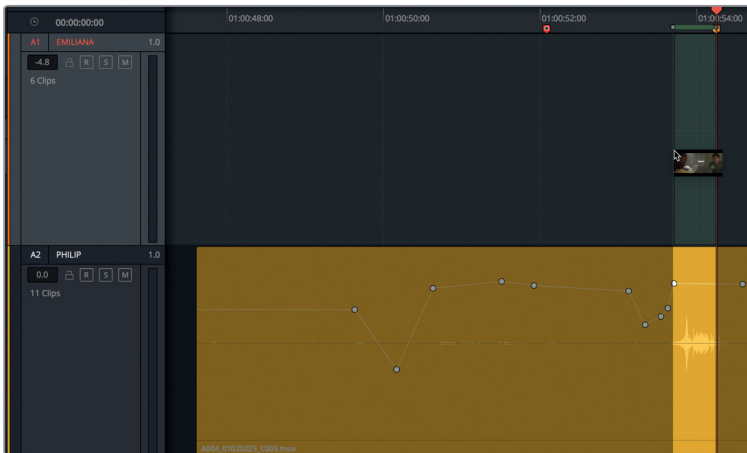 00:00:00:00
01:00:48:00
01:00:50:00
01:00:52:00
01:00:54:00
A1 EMILIANA 1.0
-4.8 R S M
6 Clips
A2 PHILIP 1.0
0.0 R S M
11 Clips
A004_01020225_C003.mov